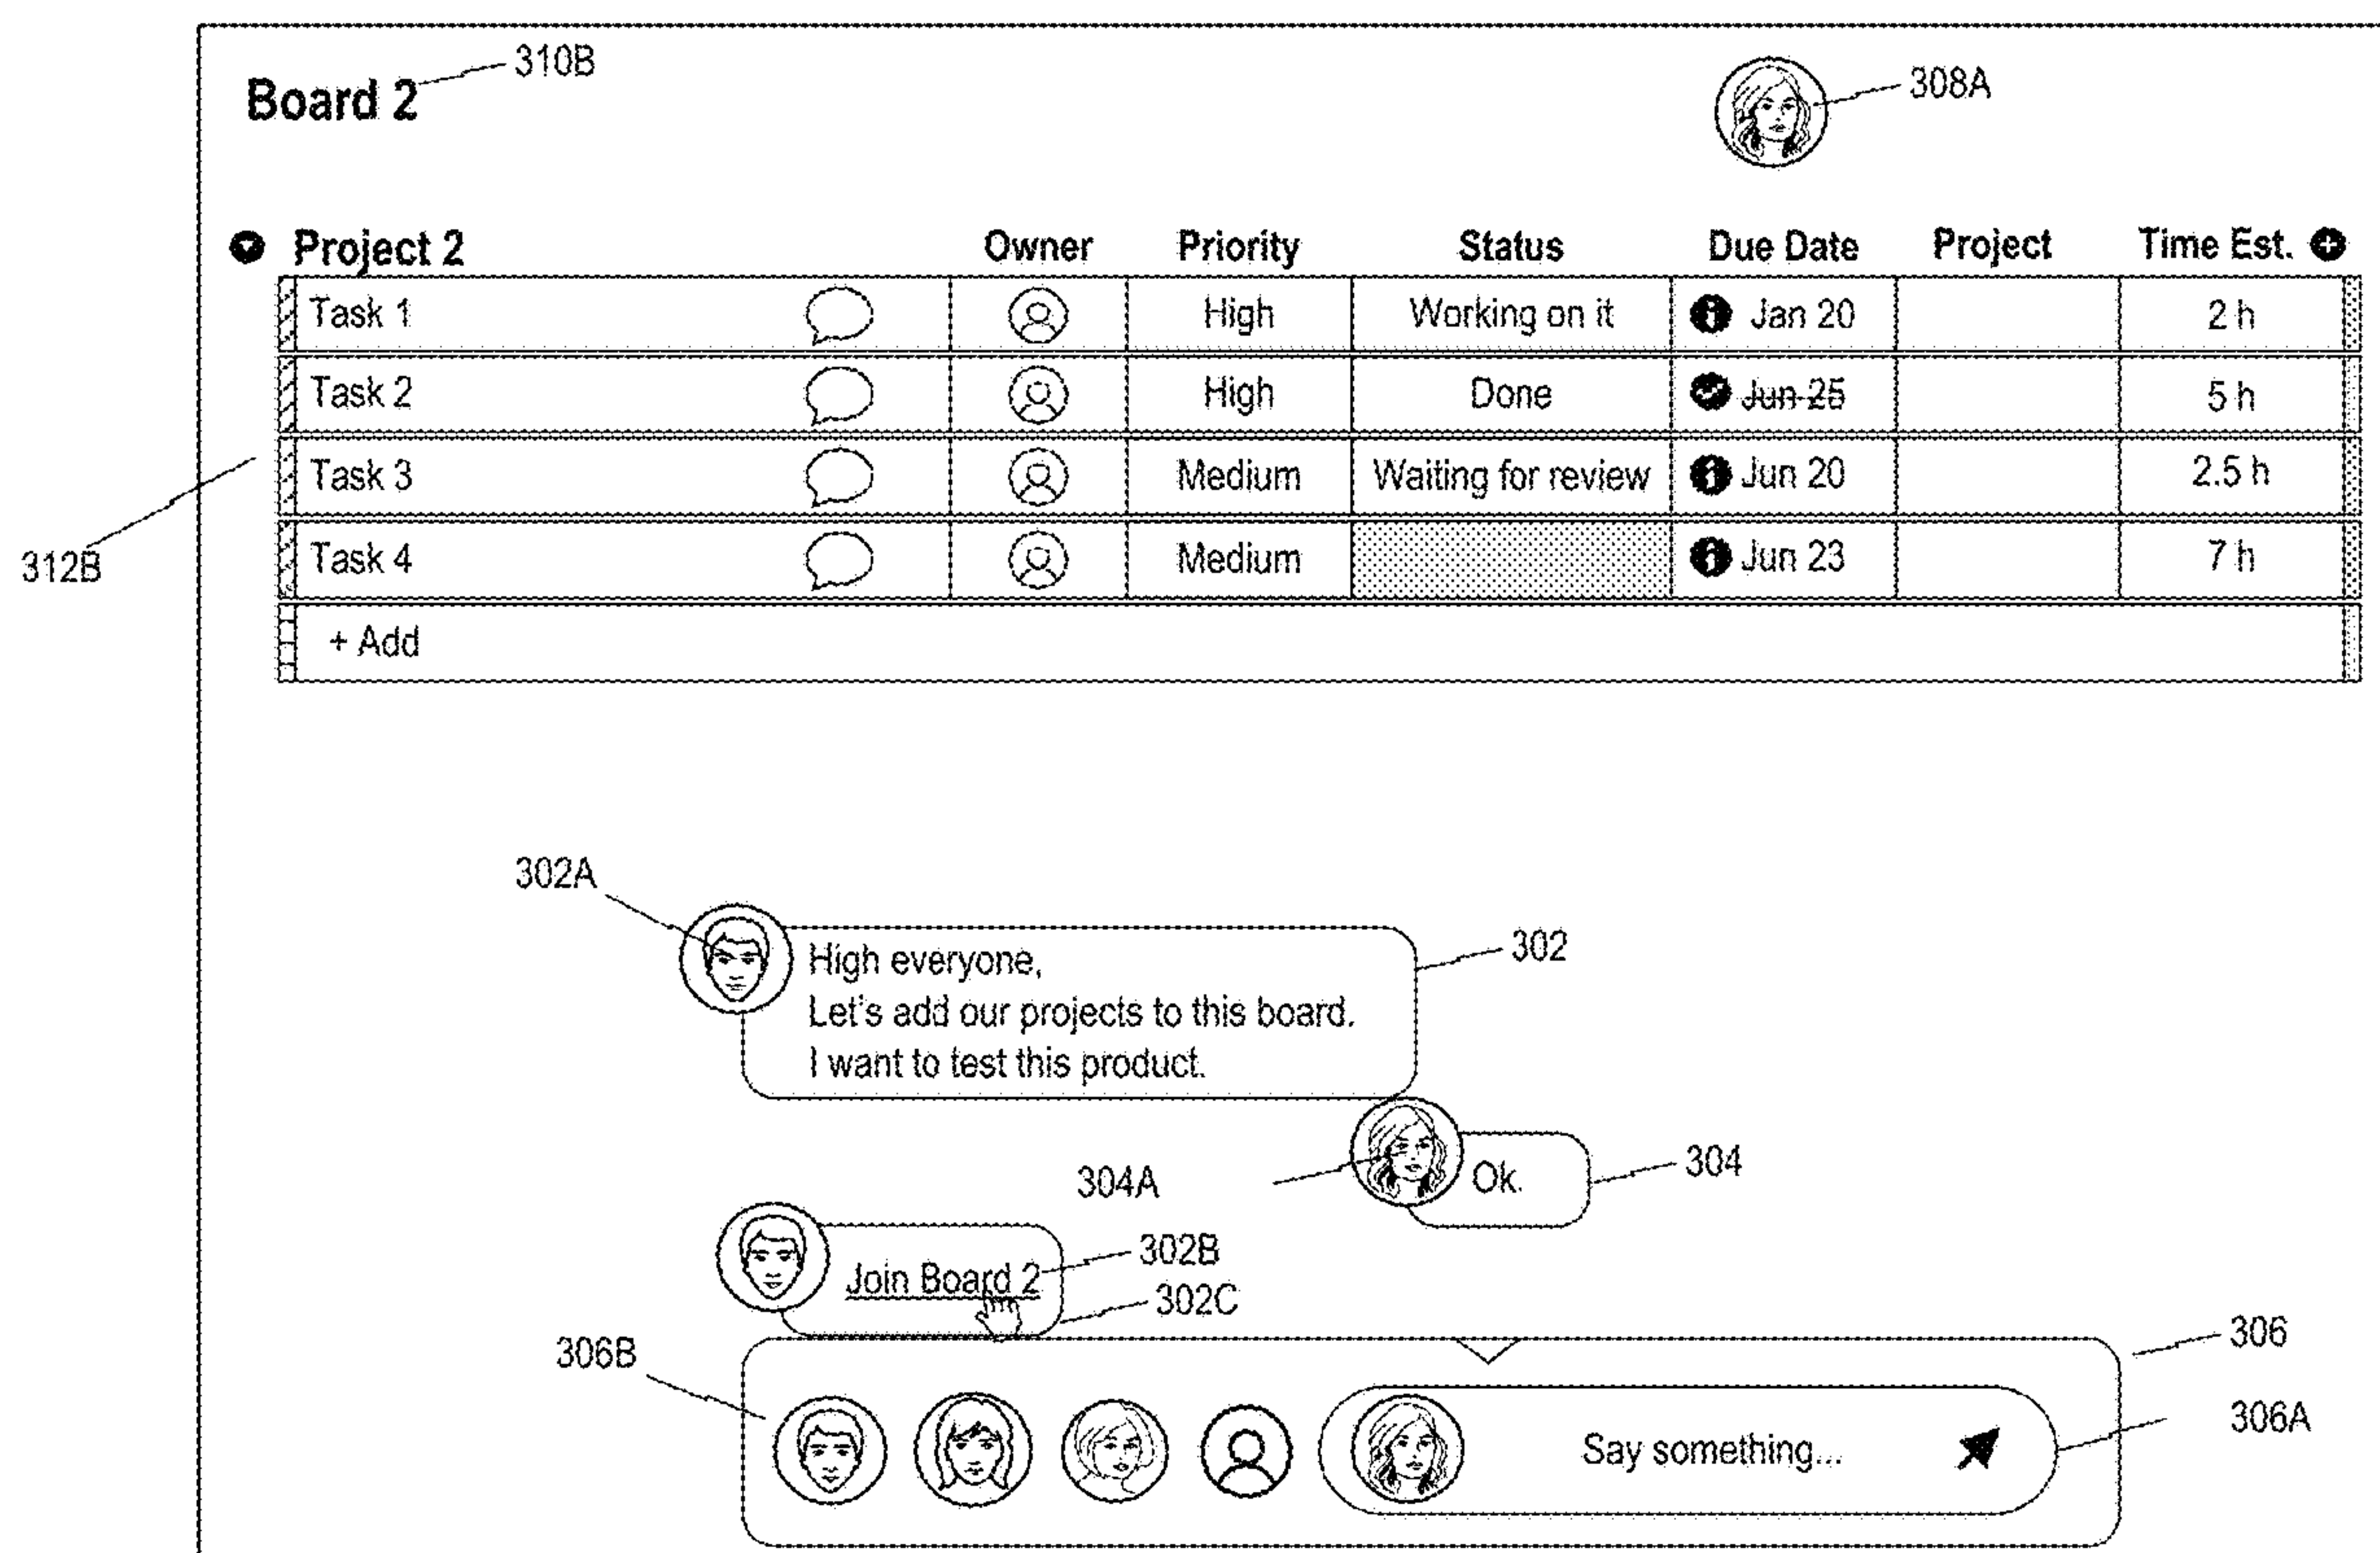 310B
Board 2
308A
Project 2 Owner Priority Status Due Date Project Time Est.
Task 1 High Working on it Jan 20 2 h
Task 2 High Done Jun 25 5 h
Task 3 Medium Waiting for review Jun 20 2.5 h
Task 4 Medium Jun 23 7 h
312B
+ Add
302A
High everyone,
302
Let's add our projects to this board.
I want to test this product.
304A
Ok.
304
Join Board 2
302B
302C
306B
306
306A
Say something...